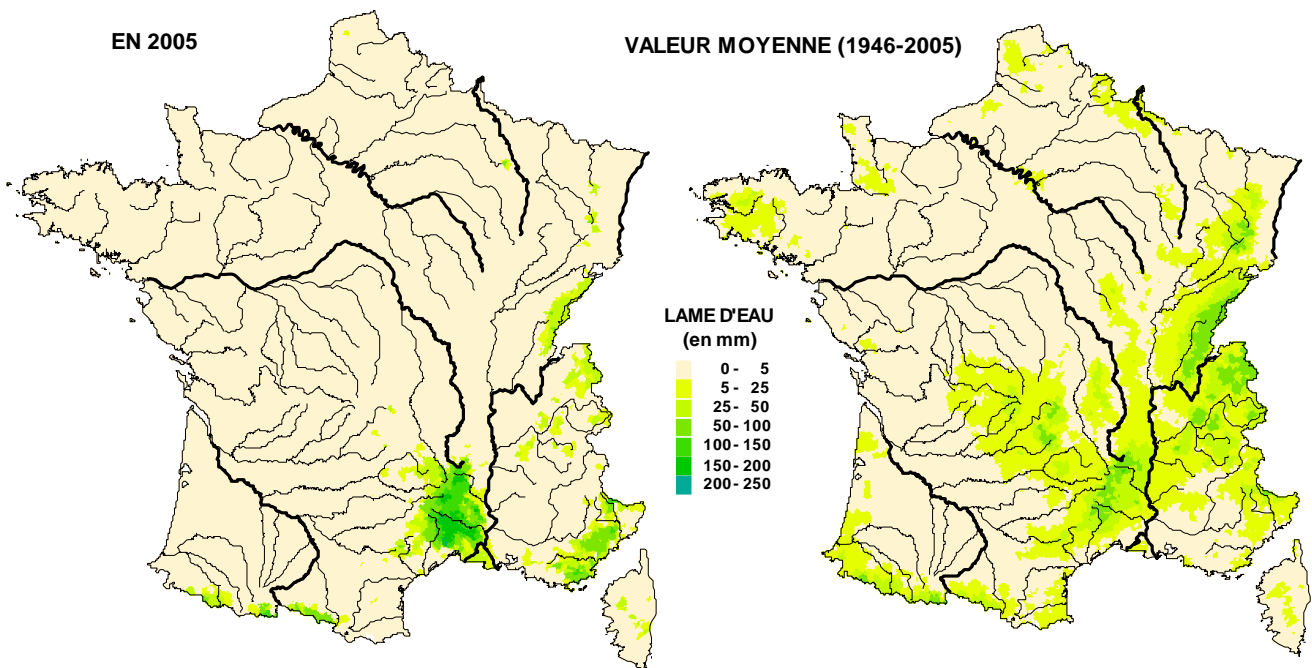 EN 2005
VALEUR MOYENNE (1946-2005)
LAME D'EAU
(en mm)
0 - 5
5 - 25
25 - 50
50 - 100
100 - 150
150 - 200
200 - 250